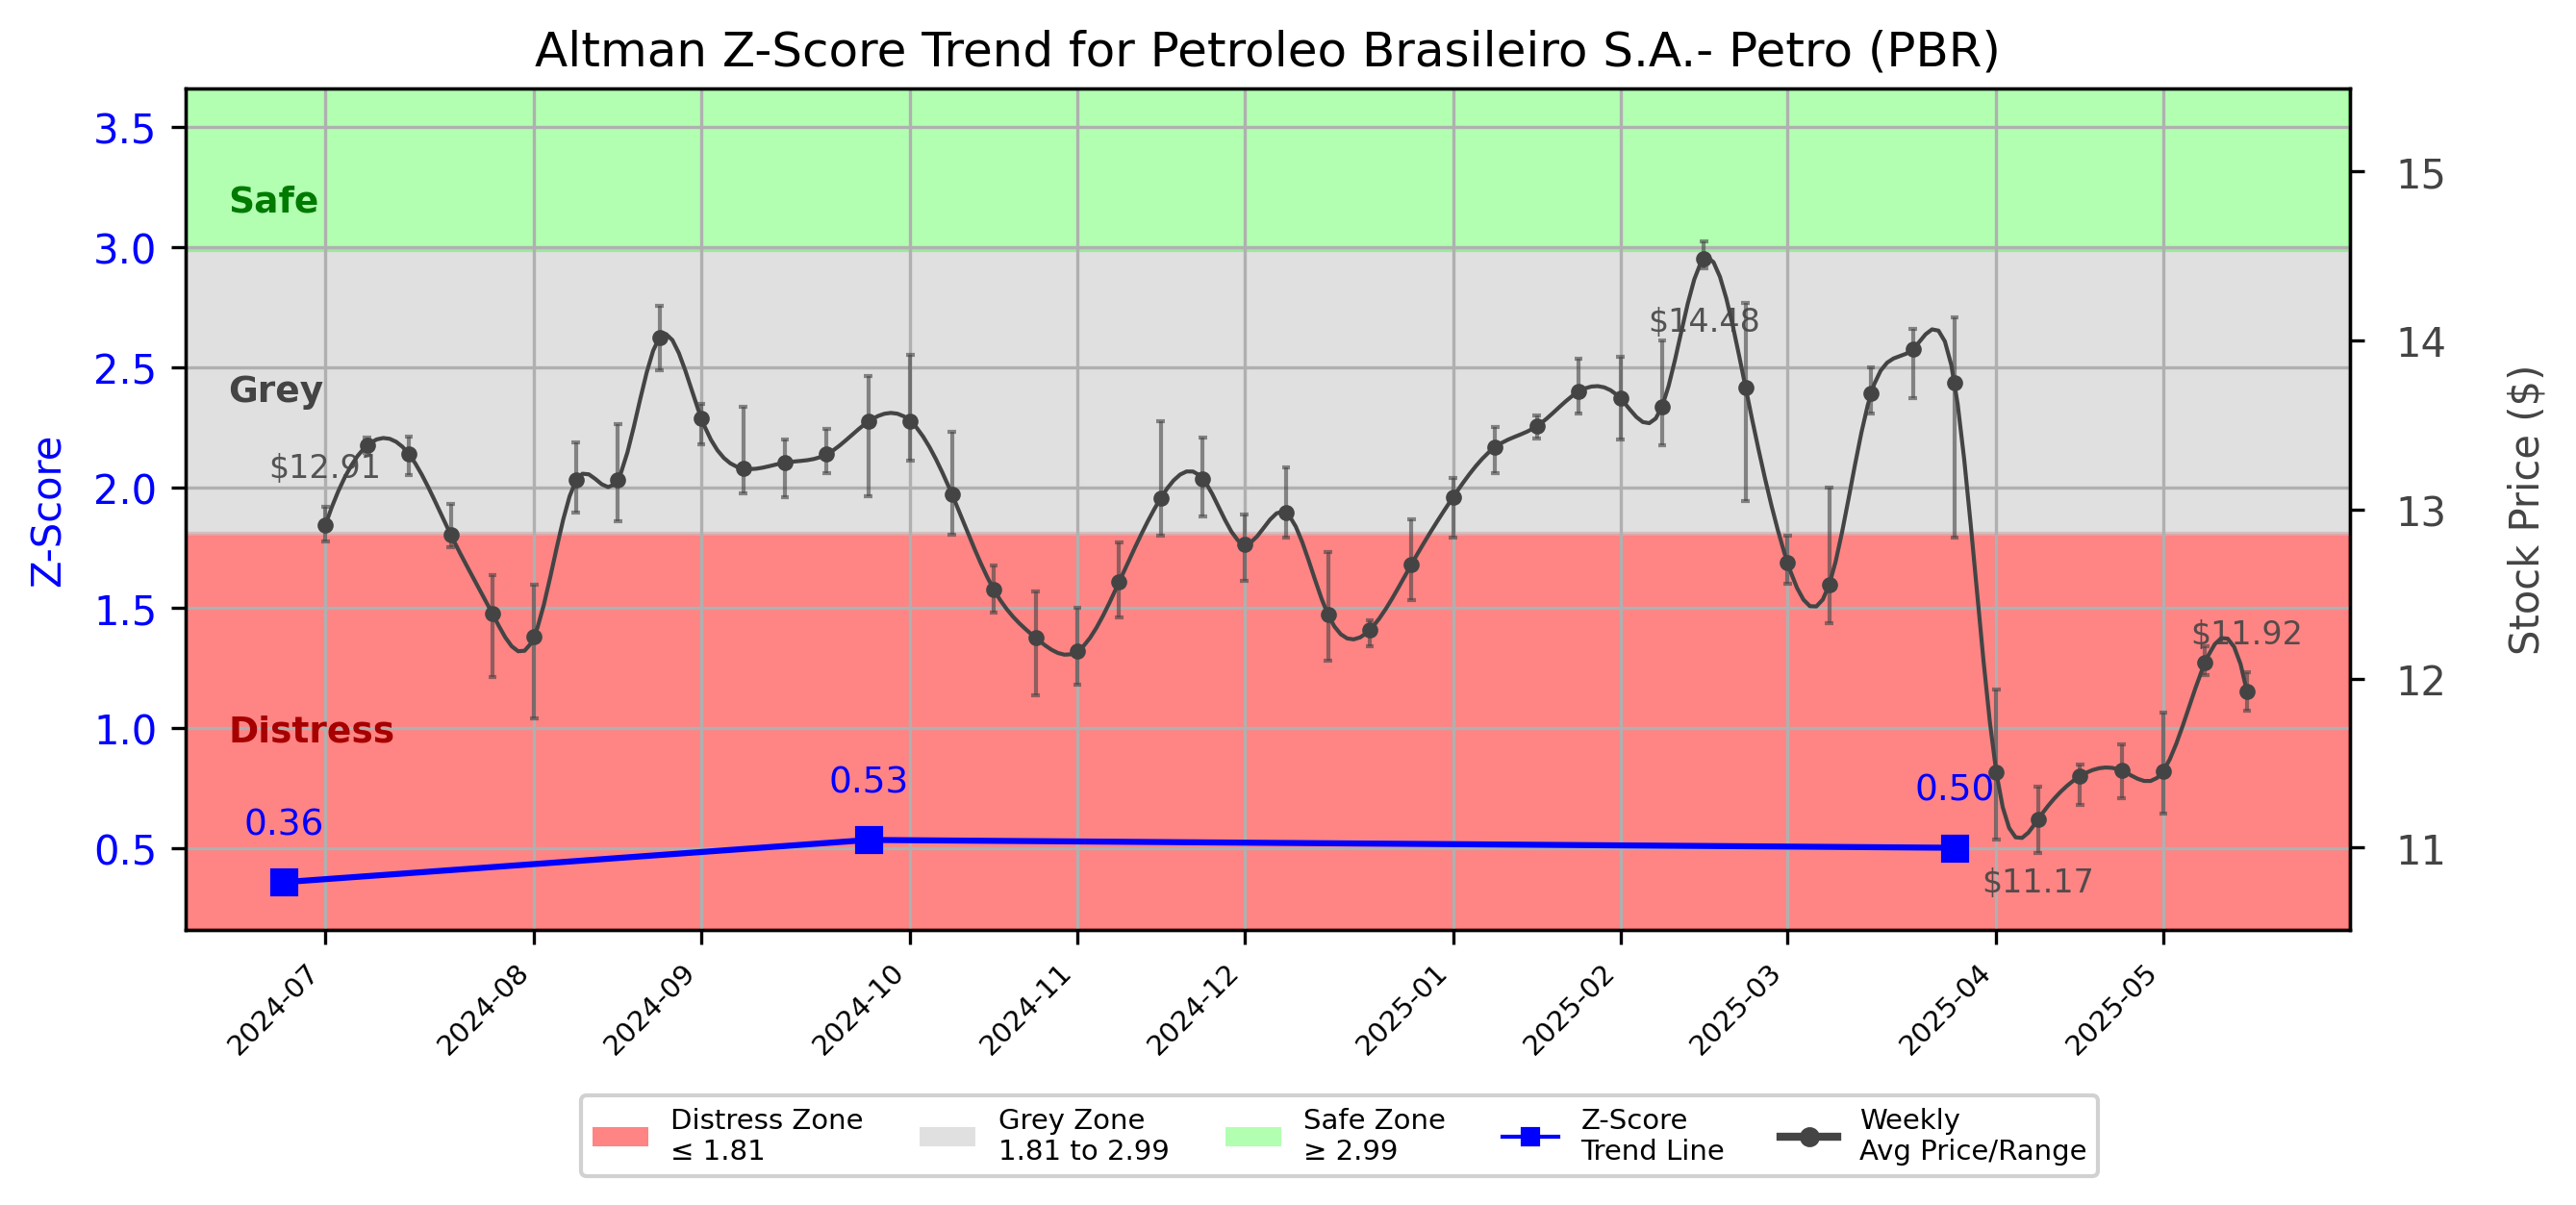 Altman Z-Score Trend for Petroleo Brasileiro S.A.- Petro (PBR)
Z-Score
3.5
3.0
2.5
2.0
1.5
1.0
0.5
Safe
Grey
Distress
$12.91
$14.48
$11.92
$11.17
0.36
0.53
0.50
15
14
13
12
11
Stock Price ($)
2024-07
2024-08
2024-09
2024-10
2024-11
2024-12
2025-01
2025-02
2025-03
2025-04
2025-05
Distress Zone
≤ 1.81
Grey Zone
1.81 to 2.99
Safe Zone
≥ 2.99
Z-Score
Trend Line
Weekly
Avg Price/Range